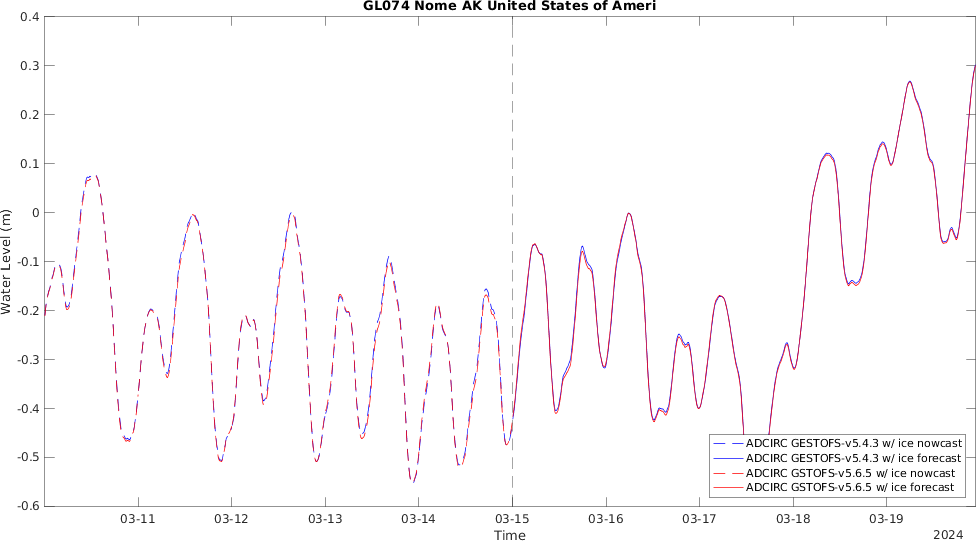 GL074 Nome AK United States of Ameri
0.4
0.3
0.2
0.1
0
-0.1
-0.2
-0.3
-0.4
-0.5
-0.6
Water Level (m)
ADCIRC GESTOFS-v5.4.3 w/ ice nowcast
ADCIRC GESTOFS-v5.4.3 w/ ice forecast
ADCIRC GSTOFS-v5.6.5 w/ ice nowcast
ADCIRC GSTOFS-v5.6.5 w/ ice forecast
03-11 03-12 03-13 03-14 03-15 03-16 03-17 03-18 03-19
Time
2024